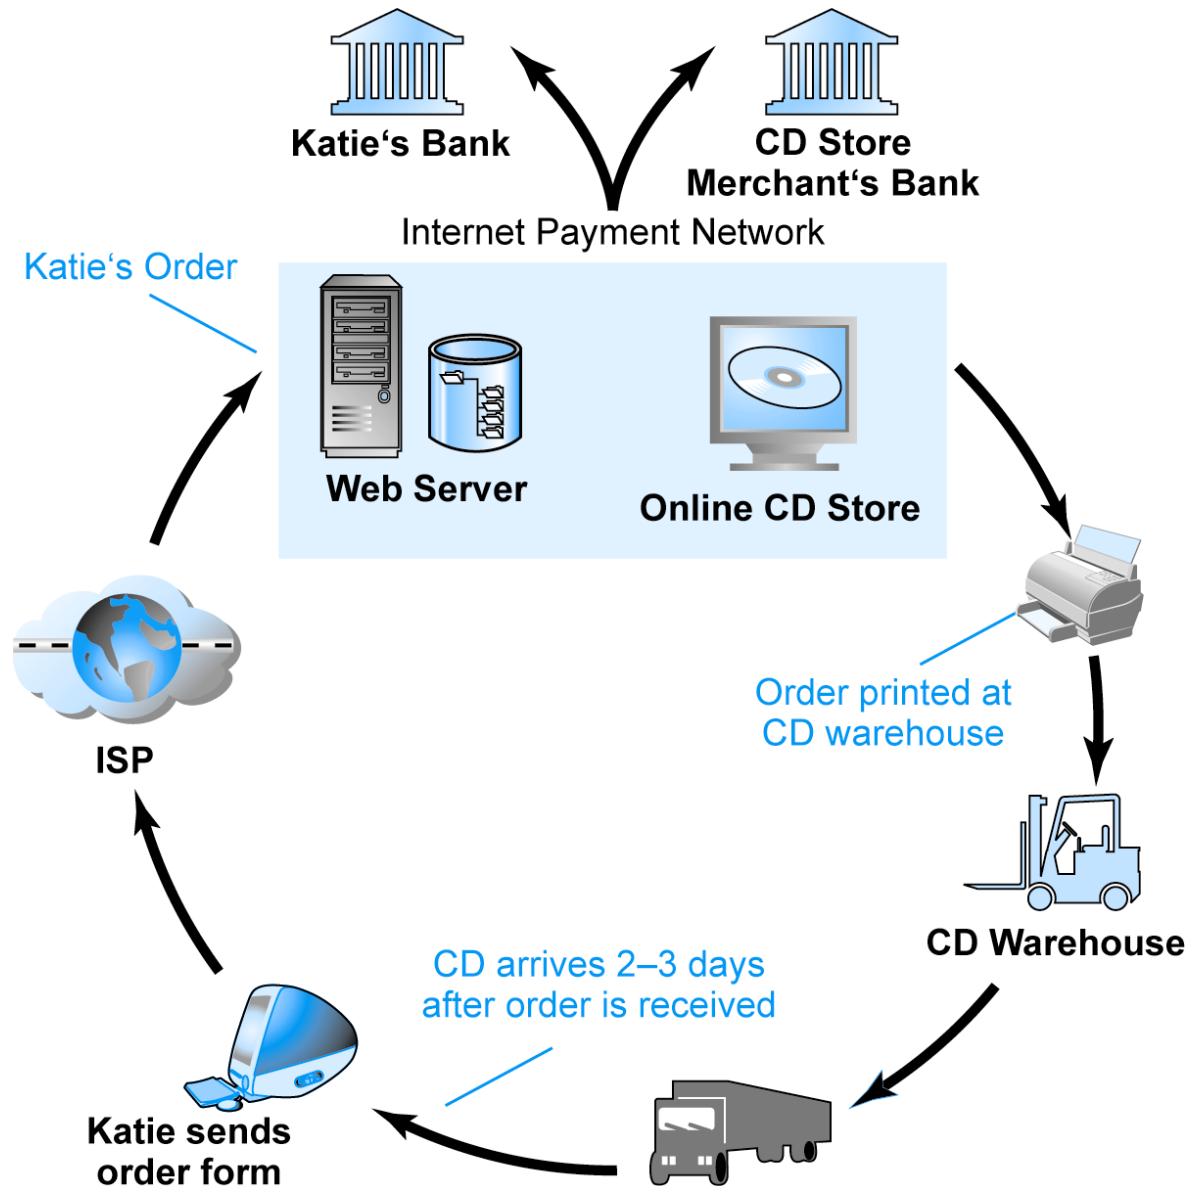 Katie‘s Bank
CD Store
Merchant‘s Bank
Internet Payment Network
Katie‘s Order
Web Server
Online CD Store
Order printed at
CD warehouse
ISP
CD Warehouse
CD arrives 2–3 days
after order is received
Katie sends
order form